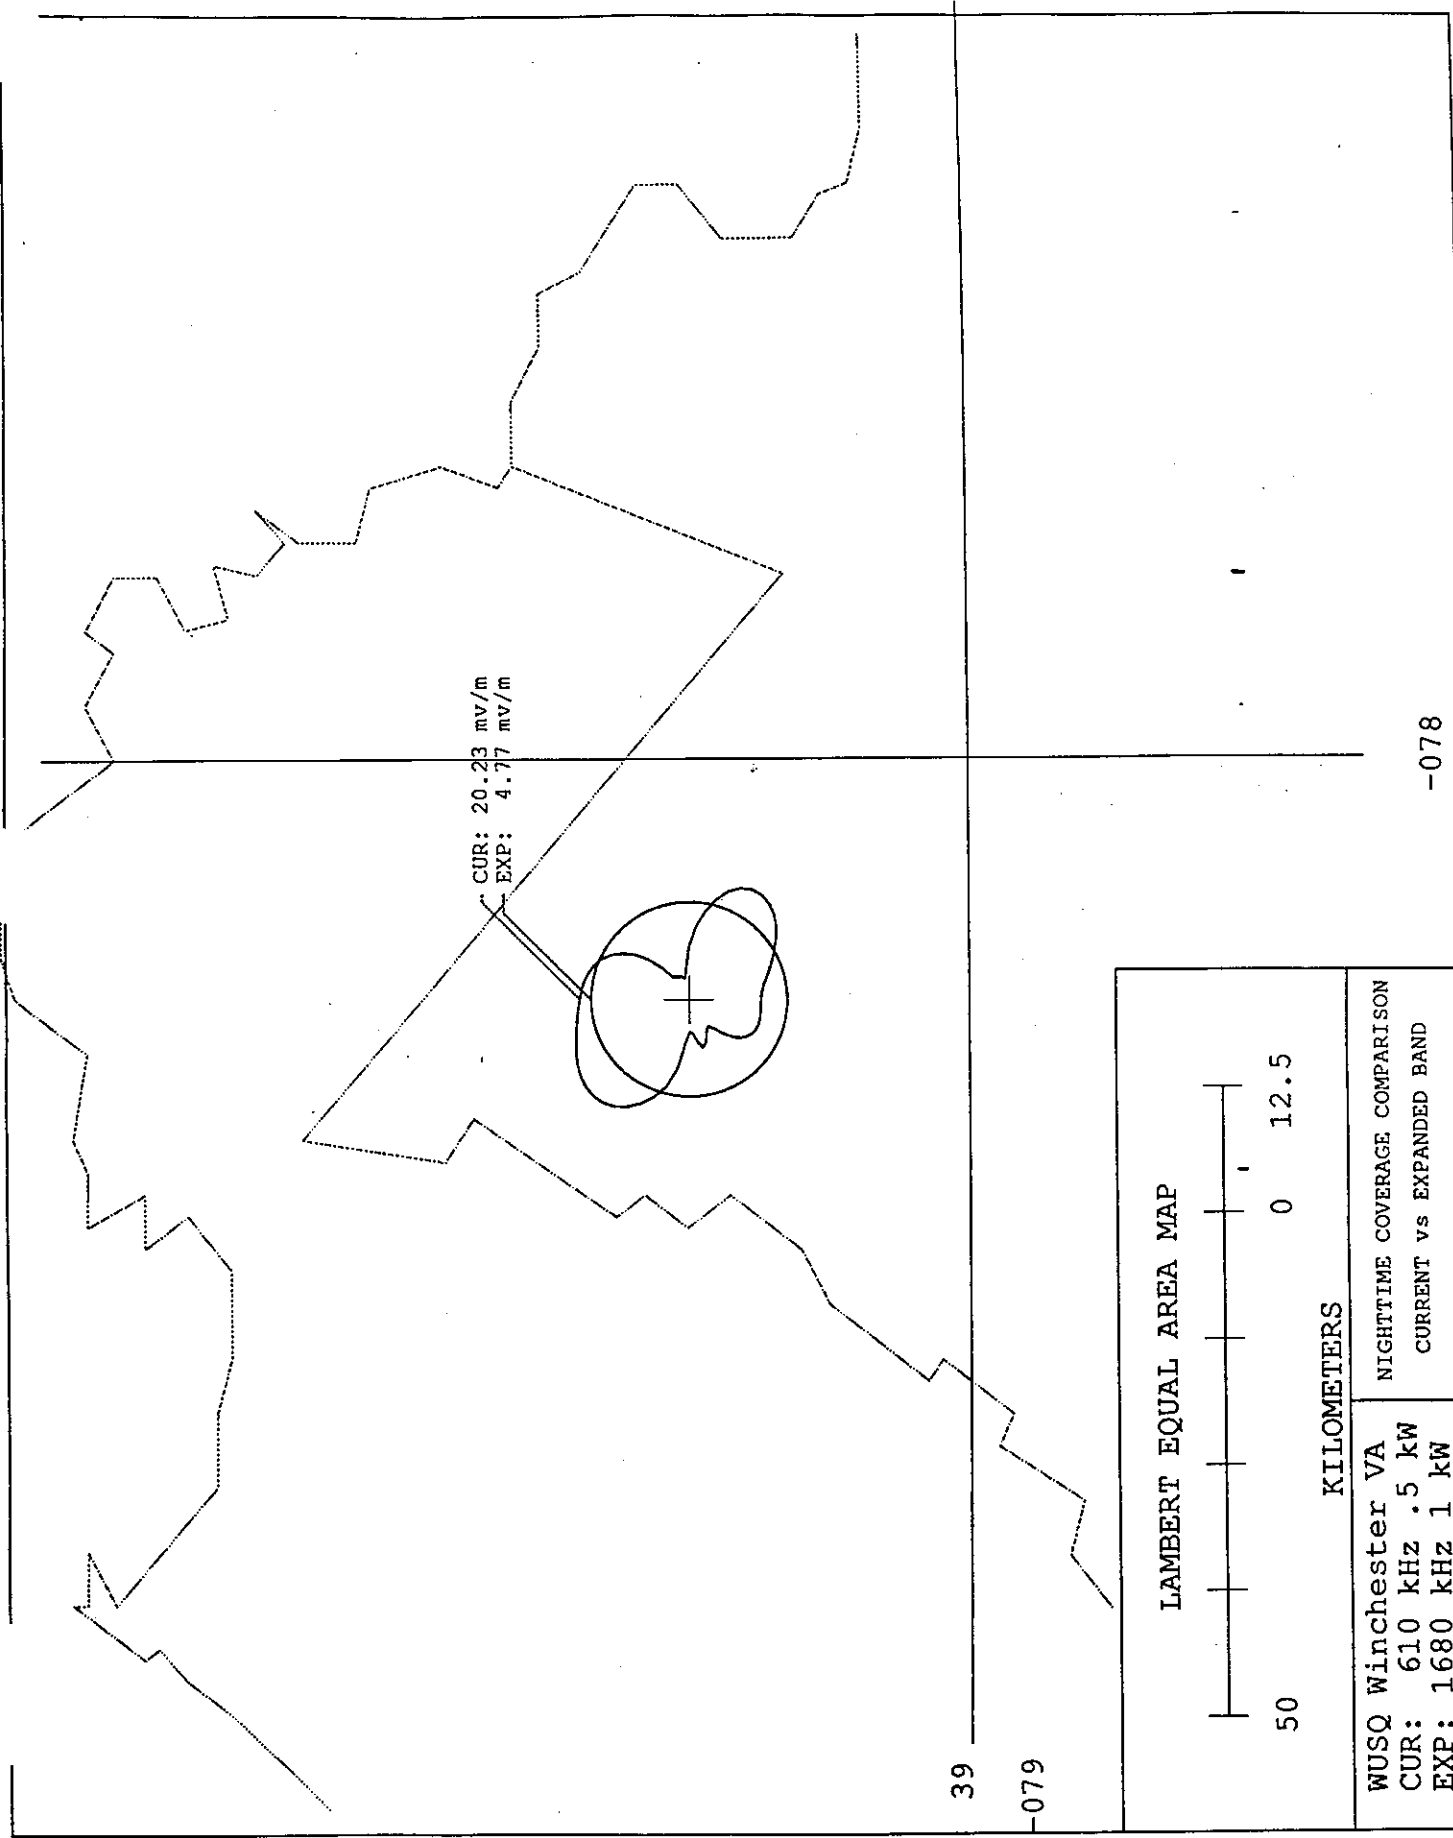 CUR: 20.23 mv/m
EXP: 4.77 mv/m
39
-079
-078
LAMBERT EQUAL AREA MAP
50 0 12.5
KILOMETERS
WUSQ Winchester VA
CUR: 610 kHz .5 kW
EXP: 1680 kHz 1 kW
NIGHTTIME COVERAGE COMPARISON
CURRENT vs EXPANDED BAND